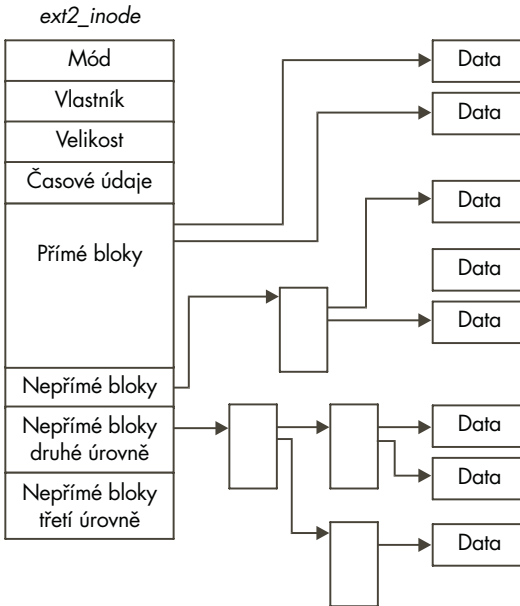 ext2_inode
Mód
Vlastník
Velikost
Časové údaje
Přímé bloky
Nepřímé bloky
Nepřímé bloky
druhé úrovně
Nepřímé bloky
třetí úrovně
Data
Data
Data
Data
Data
Data
Data
Data